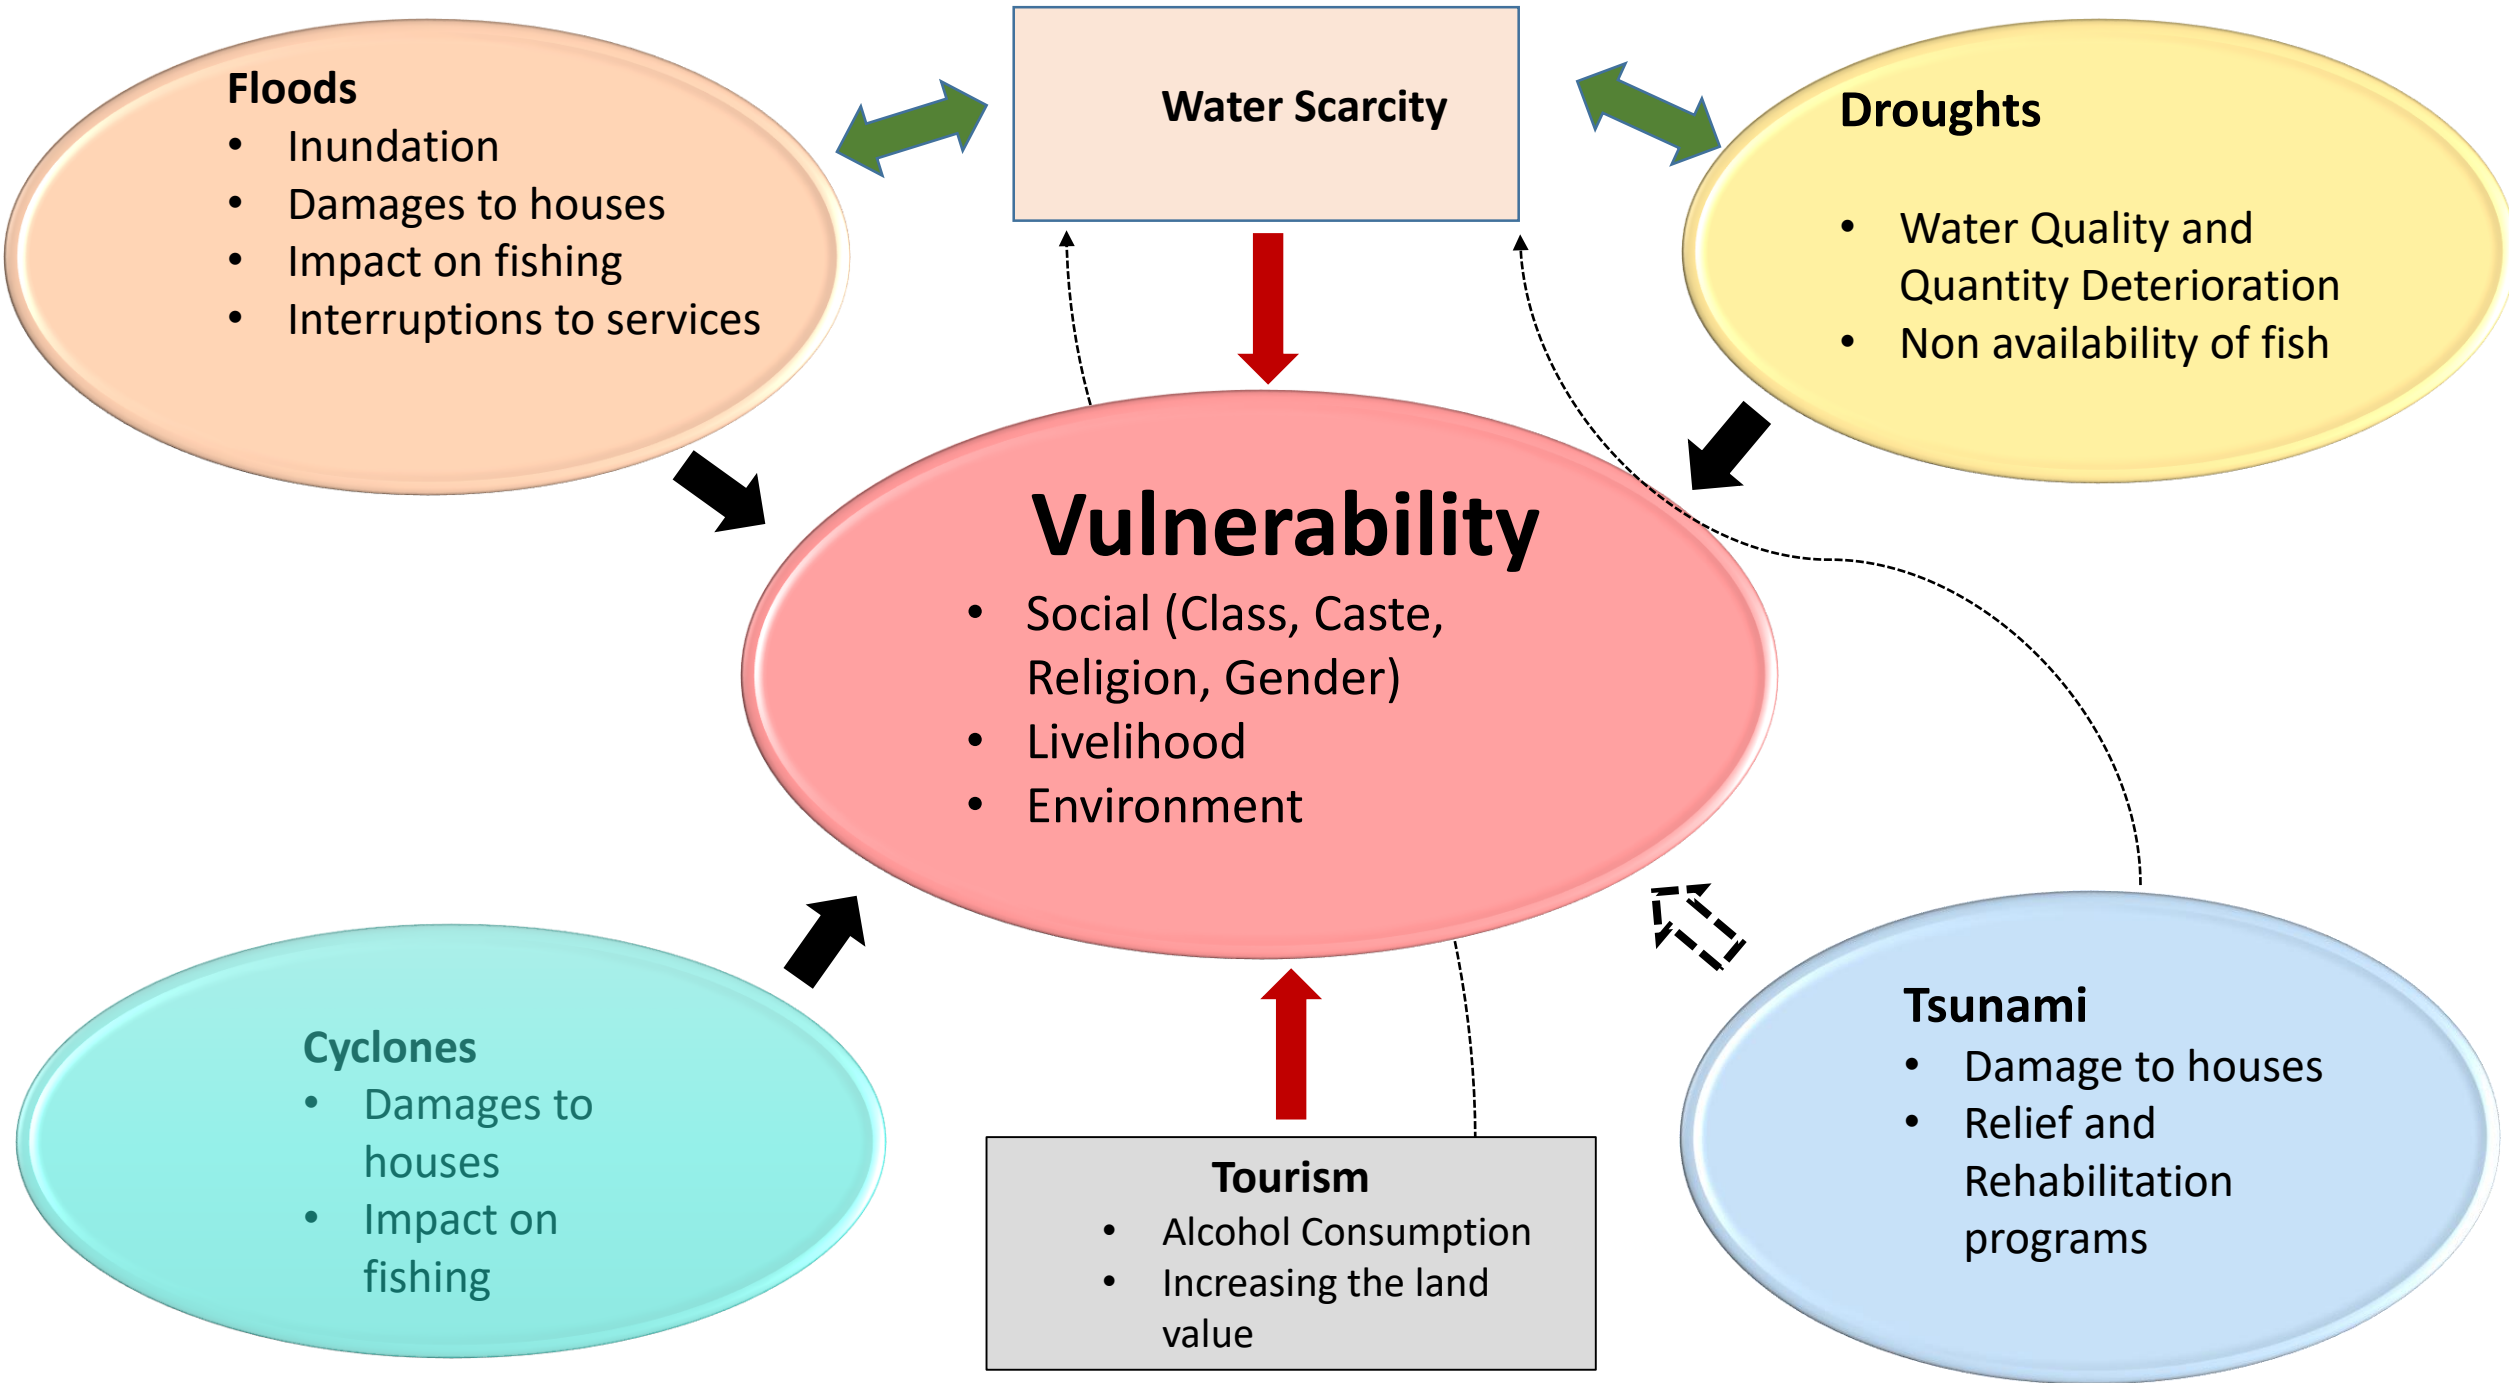 Floods
• Inundation
• Damages to houses
• Impact on fishing
• Interruptions to services
Water Scarcity
Droughts
• Water Quality and
Quantity Deterioration
• Non availability of fish
Vulnerability
• Social (Class, Caste,
Religion, Gender)
• Livelihood
• Environment
Cyclones
• Damages to
houses
• Impact on
fishing
Tourism
• Alcohol Consumption
• Increasing the land
value
Tsunami
• Damage to houses
• Relief and
Rehabilitation
programs